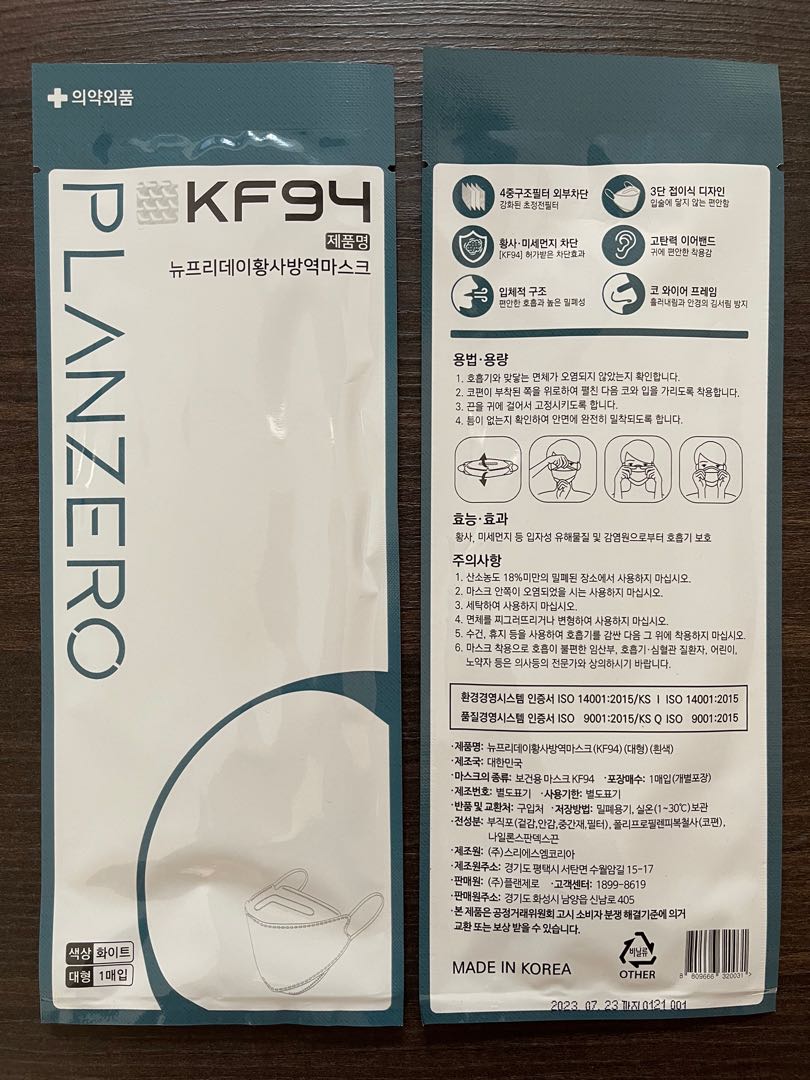 의약외품
PLANZERO
KF94
제품명
뉴프리데이황사방역마스크
색상 화이트
대형 1매입
4중구조필터 외부차단
강화된 초정전필터
3단 접이식 디자인
입술에 닿지 않는 편안함
황사·미세먼지 차단
[KF94] 허가받은 차단효과
고탄력 이어밴드
귀에 편안한 착용감
입체적 구조
편안한 호흡과 높은 밀폐성
코 와이어 프레임
흘러내림과 안경의 김서림 방지
용법·용량
1. 호흡기와 맞닿는 면체가 오염되지 않았는지 확인합니다.
2. 코편이 부착된 쪽을 위로하여 펼친 다음 코와 입을 가리도록 착용합니다.
3. 끈을 귀에 걸어서 고정시키도록 합니다.
4. 틈이 없는지 확인하여 안면에 완전히 밀착되도록 합니다.
효능·효과
황사, 미세먼지 등 입자성 유해물질 및 감염원으로부터 호흡기 보호
주의사항
1. 산소농도 18%미만의 밀폐된 장소에서 사용하지 마십시오.
2. 마스크 안쪽이 오염되었을 시는 사용하지 마십시오.
3. 세탁하여 사용하지 마십시오.
4. 면체를 찌그러뜨리거나 변형하여 사용하지 마십시오.
5. 수건, 휴지 등을 사용하여 호흡기를 감싼 다음 그 위에 착용하지 마십시오.
6. 마스크 착용으로 호흡이 불편한 임산부, 호흡기·심혈관 질환자, 어린이,
노약자 등은 의사등의 전문가와 상의하시기 바랍니다.
환경경영시스템 인증서 ISO 14001:2015/KS I ISO 14001:2015
품질경영시스템 인증서 ISO 9001:2015/KS Q ISO 9001:2015
·제품명: 뉴프리데이황사방역마스크(KF94) (대형) (흰색)
·제조국: 대한민국
·마스크의 종류: 보건용 마스크 KF94 ·포장매수: 1매입(개별포장)
·제조번호: 별도표기 ·사용기한: 별도표기
·반품 및 교환처: 구입처 ·저장방법: 밀폐용기, 실온(1~30℃)보관
·전성분: 부직포(겉감,안감,중간재,필터), 폴리프로필렌피복철사(코편),
나일론스판덱스끈
·제조원: (주)스리에스엠코리아
·제조원주소: 경기도 평택시 서탄면 수월암길 15-17
·판매원: (주)플랜제로 ·고객센터: 1899-8619
·판매원주소: 경기도 화성시 남양읍 신남로 405
·본 제품은 공정거래위원회 고시 소비자 분쟁 해결기준에 의거
교환 또는 보상 받을 수 있습니다.
MADE IN KOREA
비닐류
OTHER
8 809666 320031
2023. 07. 23 까지 0121 001